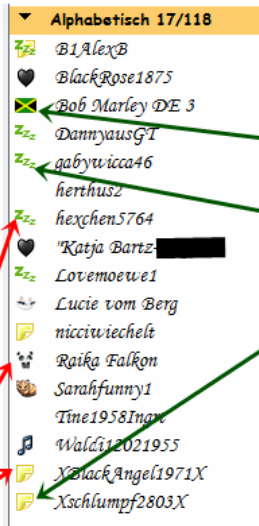 Alphabetisch 17/118
B1AlexB
BlackRose1875
Bob Marley DE 3
DannyausGT
gabywicca46
herthus2
hexchen5764
"Katja Bartz-
Lovemoewe1
Lucie vom Berg
nicciwiechelt
Raika Falkon
Sarahfunny1
Waldi12021955
XBlackAngel1971X
Xschlumpf2803X